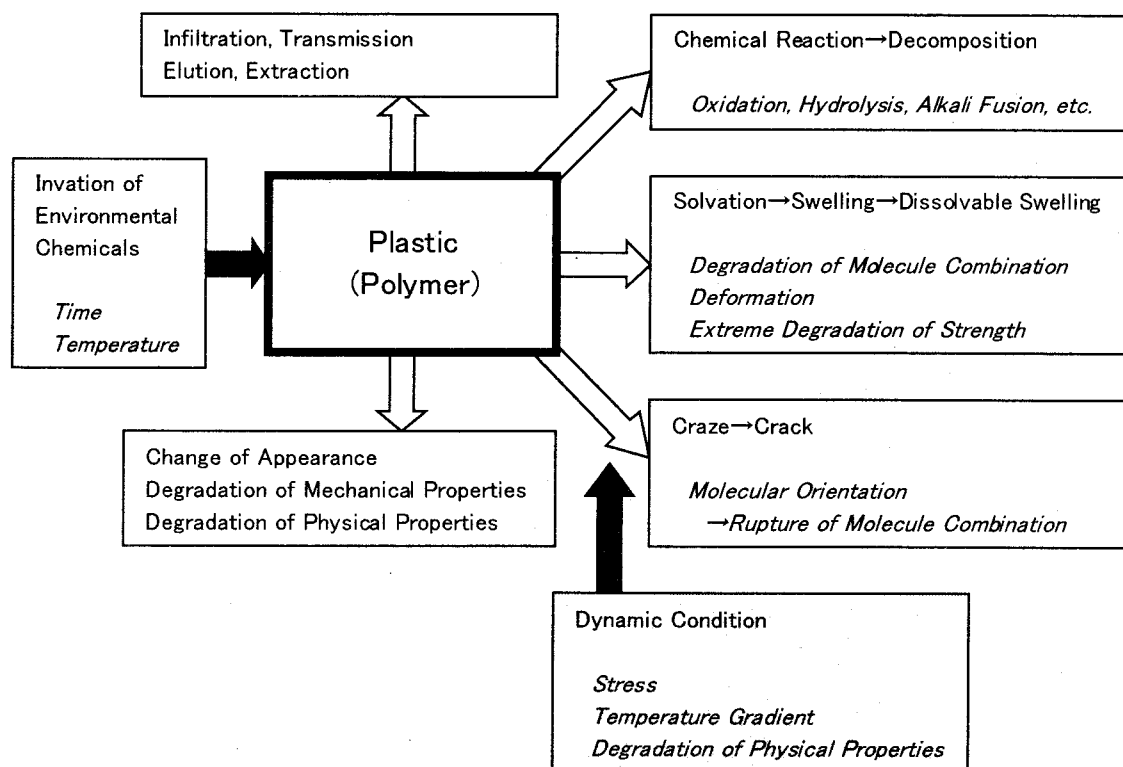 Infiltration, Transmission
Elution, Extraction
Chemical Reaction→Decomposition
Oxidation, Hydrolysis, Alkali Fusion, etc.
Invation of
Environmental
Chemicals
Time
Temperature
Plastic
(Polymer)
Solvation→Swelling→Dissolvable Swelling
Degradation of Molecule Combination
Deformation
Extreme Degradation of Strength
Change of Appearance
Degradation of Mechanical Properties
Degradation of Physical Properties
Craze→Crack
Molecular Orientation
→Rupture of Molecule Combination
Dynamic Condition
Stress
Temperature Gradient
Degradation of Physical Properties